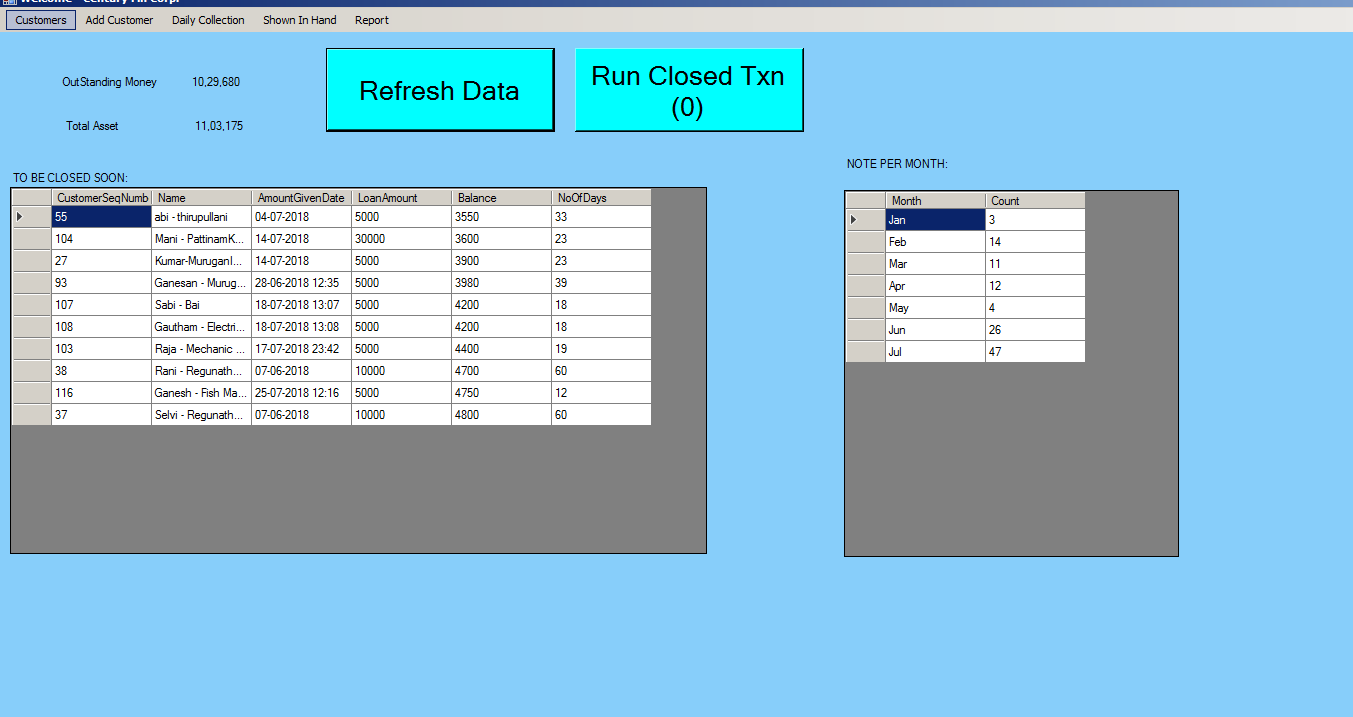 Welcome - Century Fin Corp.
Customers Add Customer Daily Collection Shown In Hand Report
OutStanding Money 10,29,680
Total Asset 11,03,175
Refresh Data
Run Closed Txn
(0)
TO BE CLOSED SOON:
CustomerSeqNumb Name AmountGivenDate LoanAmount Balance NoOfDays
55 abi - thirupullani 04-07-2018 5000 3550 33
104 Mani - PattinamK... 14-07-2018 30000 3600 23
27 Kumar-MuruganI... 14-07-2018 5000 3900 23
93 Ganesan - Murug... 28-06-2018 12:35 5000 3980 39
107 Sabi - Bai 18-07-2018 13:07 5000 4200 18
108 Gautham - Electri... 18-07-2018 13:08 5000 4200 18
103 Raja - Mechanic ... 17-07-2018 23:42 5000 4400 19
38 Rani - Regunath... 07-06-2018 10000 4700 60
116 Ganesh - Fish Ma... 25-07-2018 12:16 5000 4750 12
37 Selvi - Regunath... 07-06-2018 10000 4800 60
NOTE PER MONTH:
Month Count
Jan 3
Feb 14
Mar 11
Apr 12
May 4
Jun 26
Jul 47